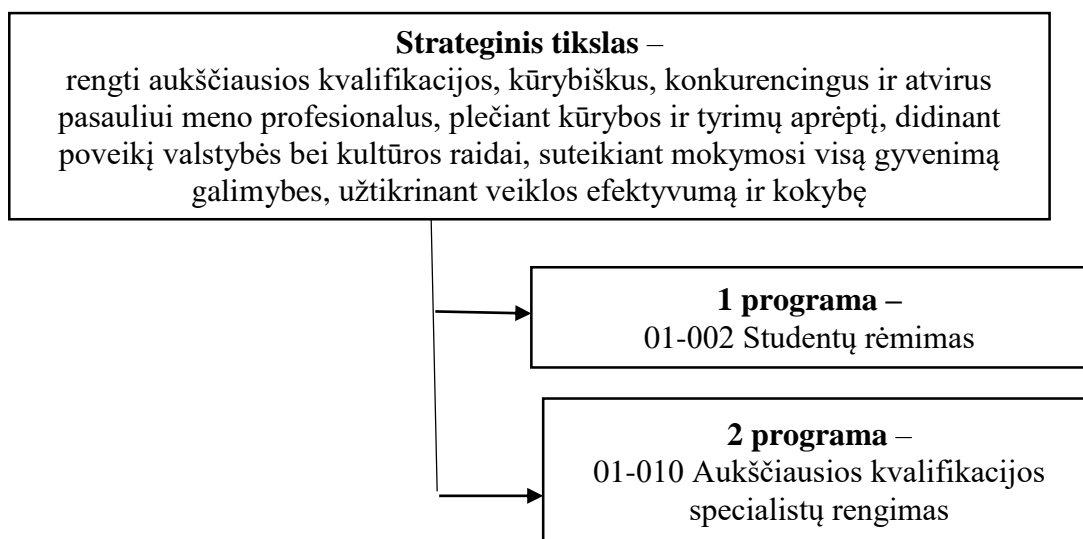 Strateginis tikslas –
rengti aukščiausios kvalifikacijos, kūrybiškus, konkurencingus ir atvirus
pasauliui meno profesionalus, plečiant kūrybos ir tyrimų aprėptį, didinant
poveikį valstybės bei kultūros raidai, suteikiant mokymosi visą gyvenimą
galimybes, užtikrinant veiklos efektyvumą ir kokybę
1 programa –
01-002 Studentų rėmimas
2 programa –
01-010 Aukščiausios kvalifikacijos
specialistų rengimas